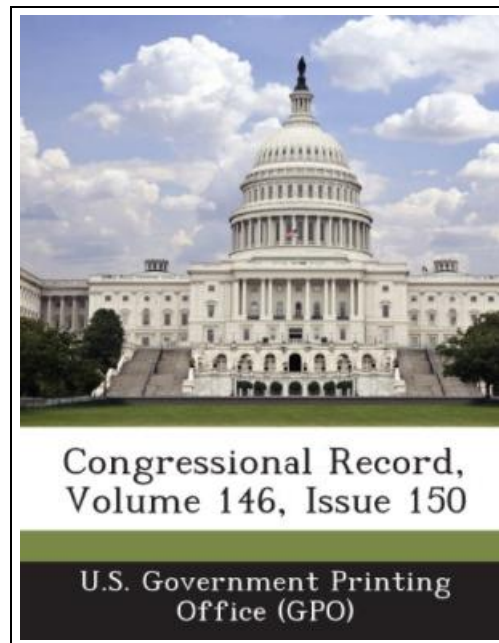 Congressional Record,
Volume 146, Issue 150
U.S. Government Printing
Office (GPO)